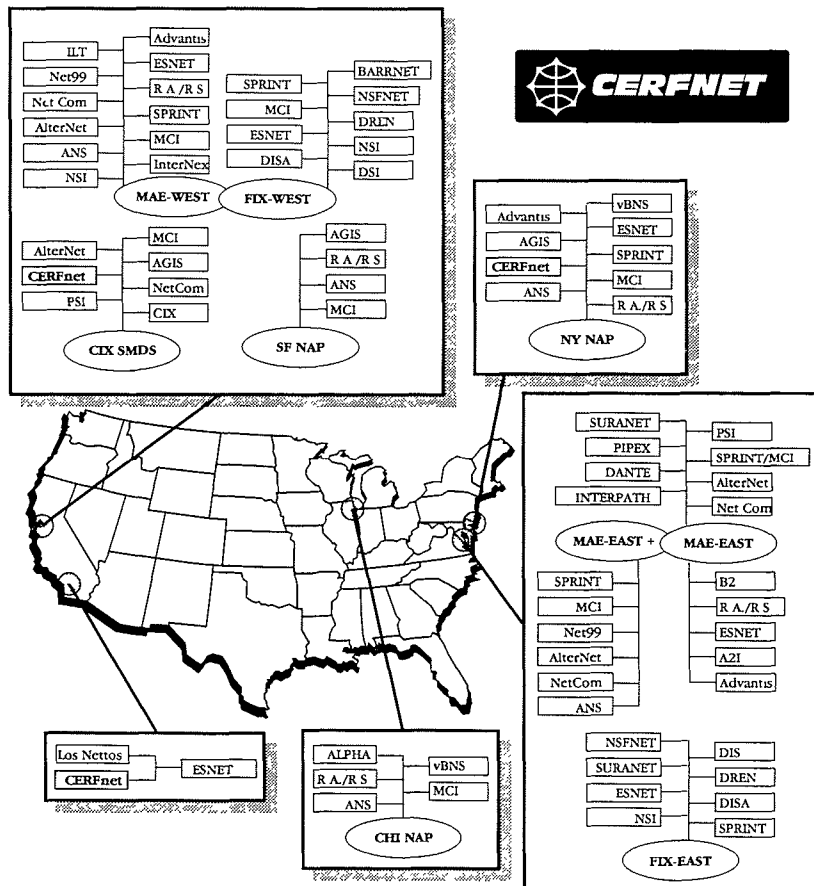 CERFNET
ILT
Net99
Net Com
AlterNet
ANS
NSI
Advantis
ESNET
R A /R S
SPRINT
MCI
InterNex
MAE-WEST
SPRINT
MCI
ESNET
DISA
BARRNET
NSFNET
DREN
NSI
DSI
FIX-WEST
AlterNet
CERFnet
PSI
MCI
AGIS
NetCom
CIX
CIX SMDS
AGIS
R A /R S
ANS
MCI
SF NAP
Advantis
AGIS
CERFnet
ANS
vBNS
ESNET
SPRINT
MCI
R A./R S
NY NAP
SURANET
PIPEX
DANTE
INTERPATH
PSI
SPRINT/MCI
AlterNet
Net Com
MAE-EAST +
MAE-EAST
SPRINT
MCI
Net99
AlterNet
NetCom
ANS
B2
R A./R S
ESNET
A2I
Advantis
NSFNET
SURANET
ESNET
NSI
DIS
DREN
DISA
SPRINT
FIX-EAST
Los Nettos
CERFnet
ESNET
ALPHA
R A./R S
ANS
vBNS
MCI
CHI NAP